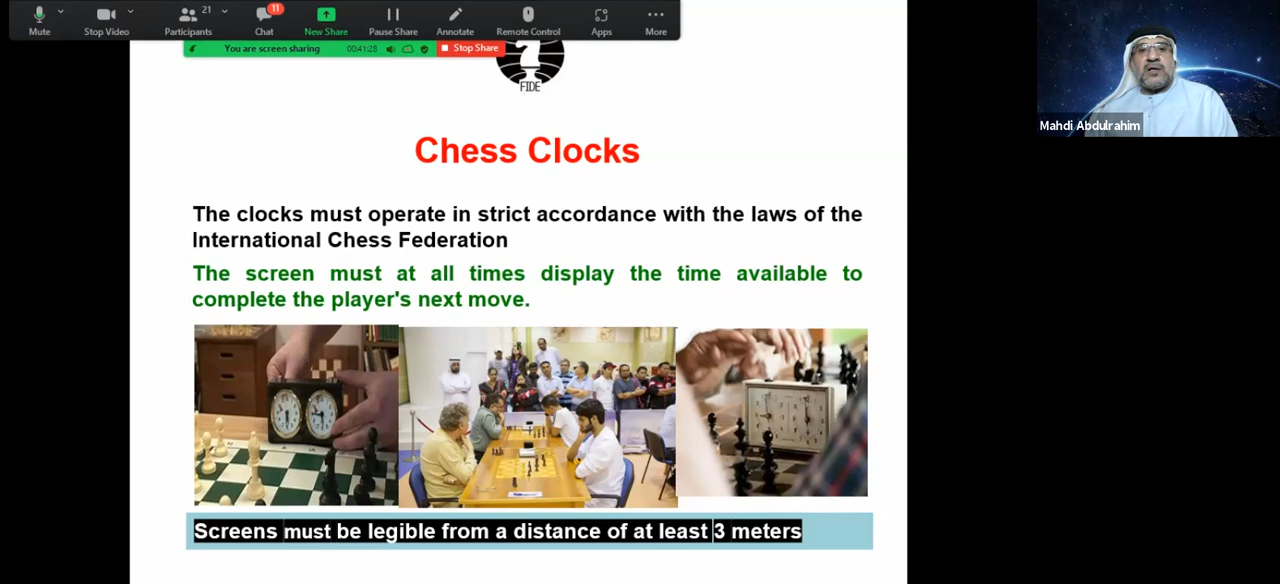 21
11
Mute
Stop Video
Participants
Chat
New Share
Pause Share
Annotate
Remote Control
Apps
More
You are screen sharing
00:41:28
Stop Share
FIDE
Mahdi Abdulrahim
Chess Clocks
The clocks must operate in strict accordance with the laws of the
International Chess Federation
The screen must at all times display the time available to
complete the player's next move.
Screens must be legible from a distance of at least 3 meters